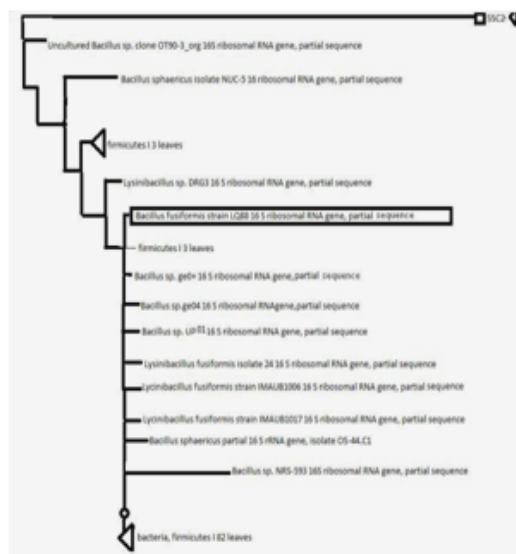 SSC2-
Uncultured Bacillus sp. clone OT90-3_org 16S ribosomal RNA gene, partial sequence
Bacillus sphaericus isolate NUC-5 16 ribosomal RNA gene, partial sequence
firmicutes I 3 leaves
Lysinibacillus sp. DRG3 16 S ribosomal RNA gene, partial sequence
Bacillus fusiformis strain LQ88 16 S ribosomal RNA gene, partial sequence
firmicutes I 3 leaves
Bacillus sp. ge0+ 16 S ribosomal RNA gene,partial sequence
Bacillus sp.ge04 16 S ribosomal RNAgene,partial sequence
Bacillus sp. UP 16 S ribosomal RNA gene, partial sequence
Lysinibacillus fusiformis isolate 24 16 S ribosomal RNA gene, partial sequence
Lycinibacillus fusiformis strain IMAUB1006 16 S ribosomal RNA gene, partial sequence
Lycinibacillus fusiformis strain IMAUB1017 16 S ribosomal RNA gene, partial sequence
Bacillus sphaericus partial 16 S rRNA gene, isolate OS-44.C1
Bacillus sp. NRS-593 16S ribosomal RNA gene, partial sequence
bacteria, firmicutes I 82 leaves